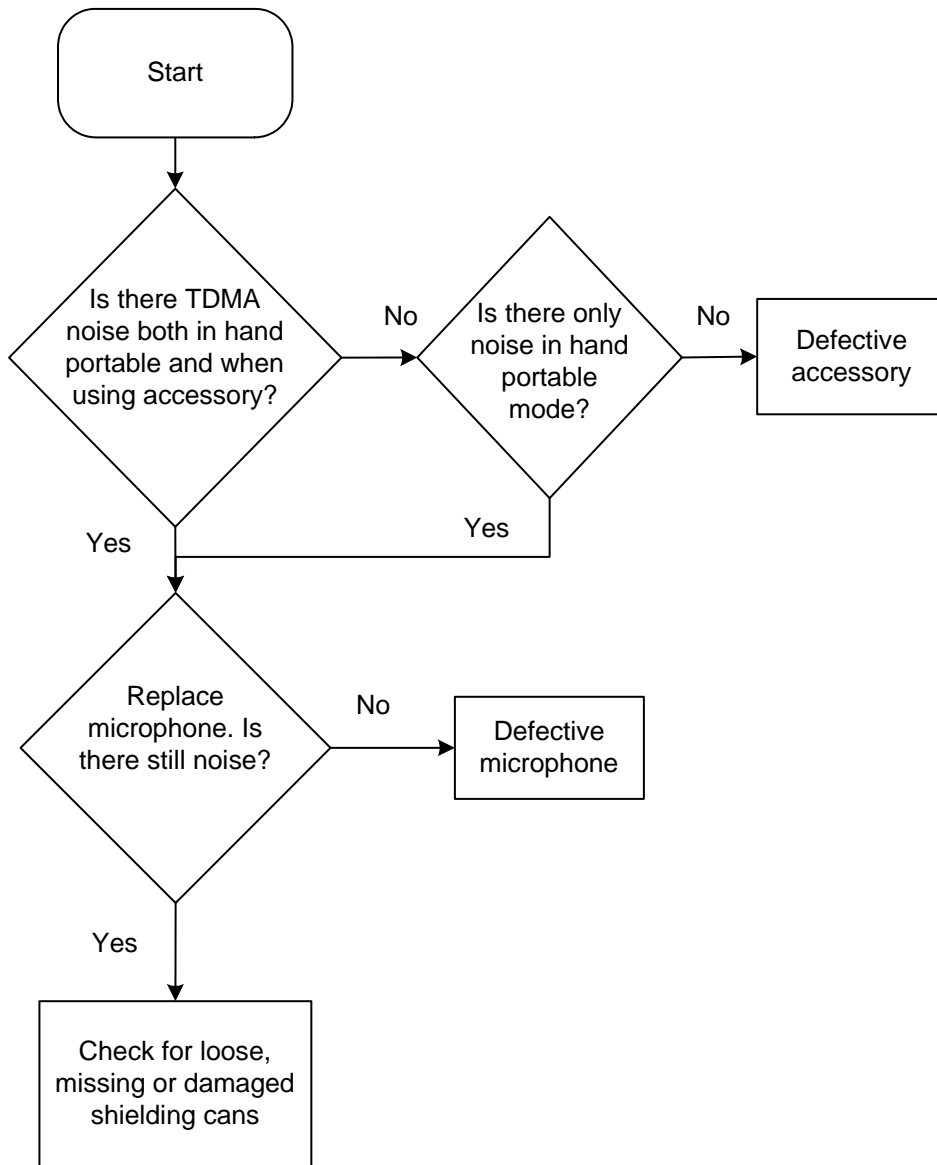 Start
Is there TDMA
noise both in hand
portable and when
using accessory?
No
Is there only
noise in hand
portable
mode?
No
Defective
accessory
Yes
Yes
Replace
microphone. Is
there still noise?
No
Defective
microphone
Yes
Check for loose,
missing or damaged
shielding cans